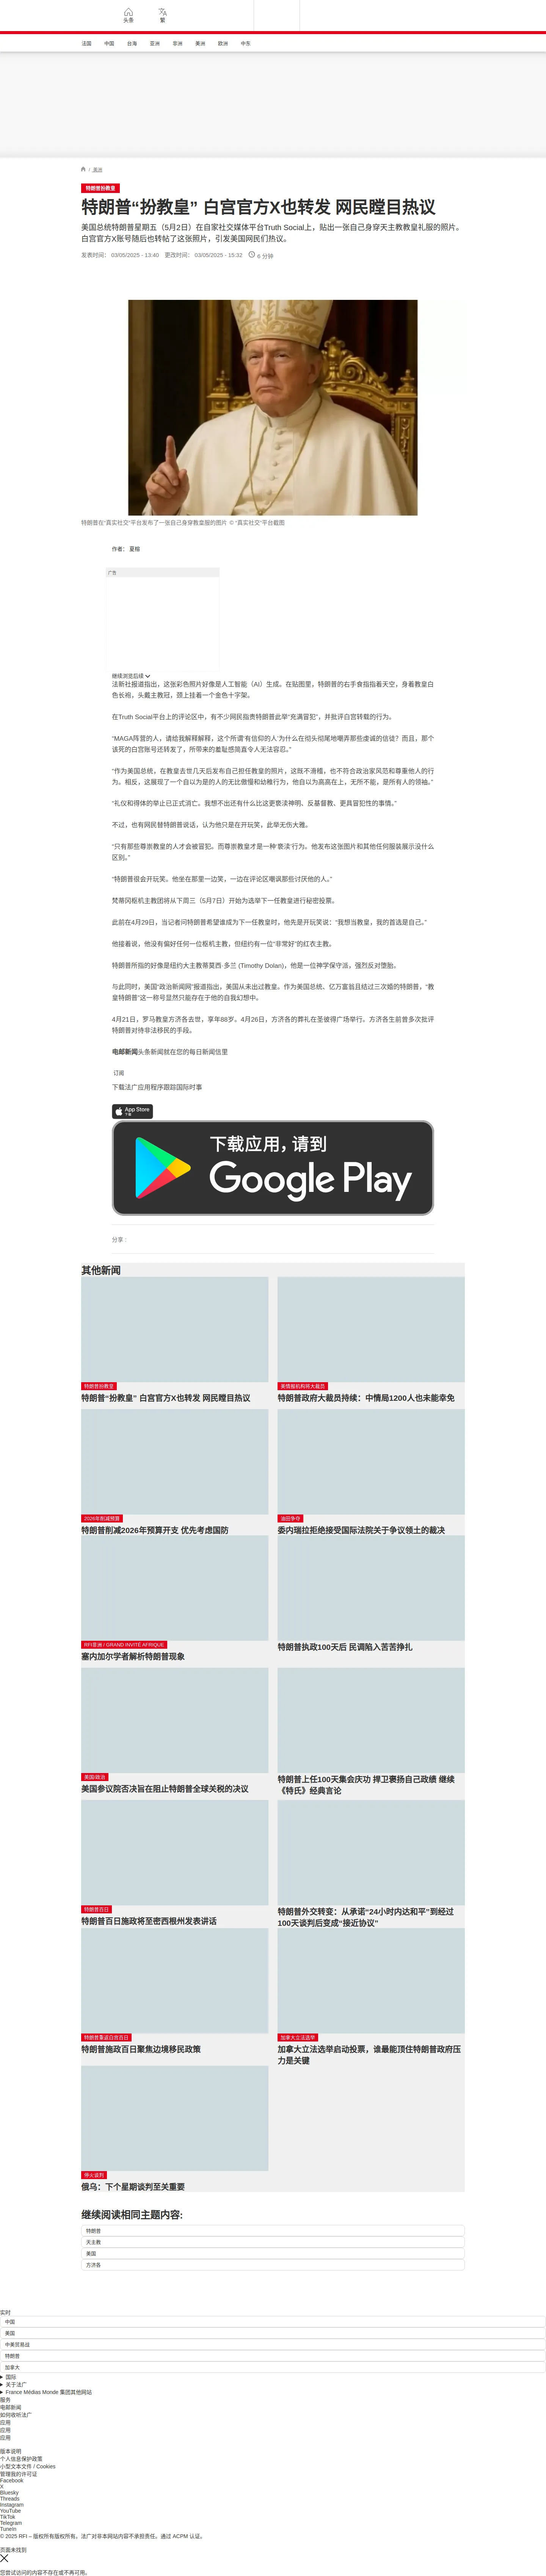 头条
繁
法国
中国
台海
亚洲
非洲
美洲
欧洲
中东
/ 演进
特朗普扮教皇
特朗普“扮教皇” 白宫官方X也转发 网民瞠目热议
美国总统特朗普星期五（5月2日）在自家社交媒体平台Truth Social上，贴出一张自己身穿天主教教皇礼服的照片。
白宫官方X账号随后也转帖了这张照片，引发美国网民们热议。
发表时间： 03/05/2025 - 13:40 更改时间： 03/05/2025 - 15:32 6 分钟
特朗普在“真实社交”平台发布了一张自己身穿教皇服的图片 © “真实社交”平台截图
作者： 夏榕
广告
继续浏览后续
法新社报道指出，这张彩色照片好像是人工智能（AI）生成。在贴图里，特朗普的右手食指指着天空，身着教皇白
色长袍，头戴主教冠，颈上挂着一个金色十字架。
在Truth Social平台上的评论区中，有不少网民指责特朗普此举“充满冒犯”，并批评白宫转载的行为。
“MAGA阵营的人，请给我解释解释，这个所谓‘有信仰的人’为什么在彻头彻尾地嘲弄那些虔诚的信徒？而且，那个
该死的白宫账号还转发了，所带来的羞耻感简直令人无法容忍。”
“作为美国总统，在教皇去世几天后发布自己担任教皇的照片，这既不滑稽，也不符合政治家风范和尊重他人的行
为。相反，这展现了一个自以为是的人的无比傲慢和幼稚行为，他自以为高高在上，无所不能，是所有人的领袖。”
“礼仪和得体的举止已正式消亡。我想不出还有什么比这更亵渎神明、反基督教、更具冒犯性的事情。”
不过，也有网民替特朗普说话，认为他只是在开玩笑，此举无伤大雅。
“只有那些尊崇教皇的人才会被冒犯。而尊崇教皇才是一种‘亵渎’行为。他发布这张图片和其他任何服装展示没什么
区别。”
“特朗普很会开玩笑。他坐在那里一边笑，一边在评论区嘲讽那些讨厌他的人。”
梵蒂冈枢机主教团将从下周三（5月7日）开始为选举下一任教皇进行秘密投票。
此前在4月29日，当记者问特朗普希望谁成为下一任教皇时，他先是开玩笑说：“我想当教皇，我的首选是自己。”
他接着说，他没有偏好任何一位枢机主教，但纽约有一位“非常好”的红衣主教。
特朗普所指的好像是纽约大主教蒂莫西·多兰 (Timothy Dolan)，他是一位神学保守派，强烈反对堕胎。
与此同时，美国“政治新闻网”报道指出，美国从未出过教皇。作为美国总统、亿万富翁且结过三次婚的特朗普，“教
皇特朗普”这一称号显然只能存在于他的自我幻想中。
4月21日，罗马教皇方济各去世，享年88岁。4月26日，方济各的葬礼在圣彼得广场举行。方济各生前曾多次批评
特朗普对待非法移民的手段。
电邮新闻头条新闻就在您的每日新闻信里
订阅
下载法广应用程序跟踪国际时事
App Store
下载
下载应用，请到
Google Play
分享 :
其他新闻
特朗普扮教皇
特朗普“扮教皇” 白宫官方X也转发 网民瞠目热议
美情报机构将大裁员
特朗普政府大裁员持续：中情局1200人也未能幸免
2026年削减预算
特朗普削减2026年预算开支 优先考虑国防
油田争夺
委内瑞拉拒绝接受国际法院关于争议领土的裁决
RFI亚洲 / GRAND INVITÉ AFRIQUE
塞内加尔学者解析特朗普现象
特朗普执政100天后 民调陷入苦苦挣扎
美国/政治
美国参议院否决旨在阻止特朗普全球关税的决议
特朗普上任100天集会庆功 捍卫褒扬自己政绩 继续
《特氏》经典言论
特朗普百日
特朗普百日施政将至密西根州发表讲话
特朗普外交转变：从承诺“24小时内达和平”到经过
100天谈判后变成“接近协议”
特朗普重返白宫百日
特朗普施政百日聚焦边境移民政策
加拿大立法选举
加拿大立法选举启动投票，谁最能顶住特朗普政府压
力是关键
停火谈判
俄乌：下个星期谈判至关重要
继续阅读相同主题内容:
特朗普
天主教
美国
方济各
实时
中国
美国
中美贸易战
特朗普
加拿大
国际
关于法广
France Médias Monde 集团其他网站
服务
电邮新闻
如何收听法广
应用
应用
应用
版本说明
个人信息保护政策
小型文本文件 / Cookies
管理我的许可证
Facebook
X
Bluesky
Threads
Instagram
YouTube
TikTok
Telegram
TuneIn
© 2025 RFI – 版权所有版权所有。法广对非本网站内容不承担责任。通过 ACPM 认证。
页面未找到
您尝试访问的内容不存在或不再可用。